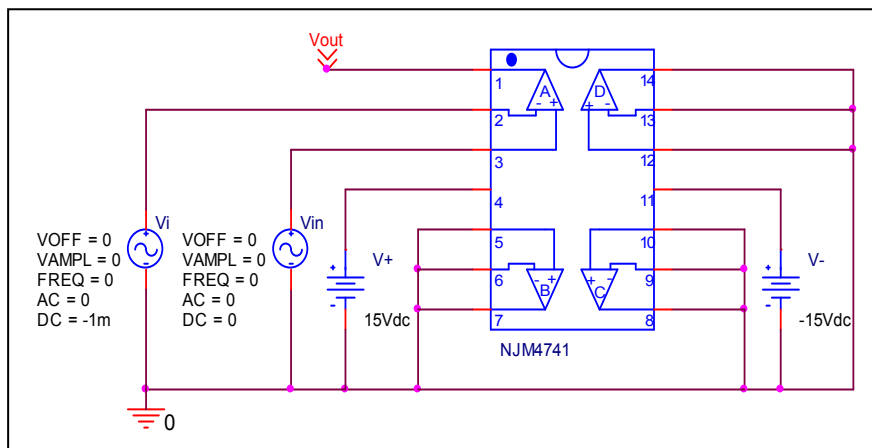 Vout
1
14
A
D
- +
+ -
2
13
3
12
Vi
Vin
4
11
VOFF = 0
VAMPL = 0
FREQ = 0
AC = 0
DC = -1m
VOFF = 0
VAMPL = 0
FREQ = 0
AC = 0
DC = 0
V+
+
-
15Vdc
5
10
6
9
- +
+ -
B
C
7
8
NJM4741
V-
+
-
-15Vdc
0